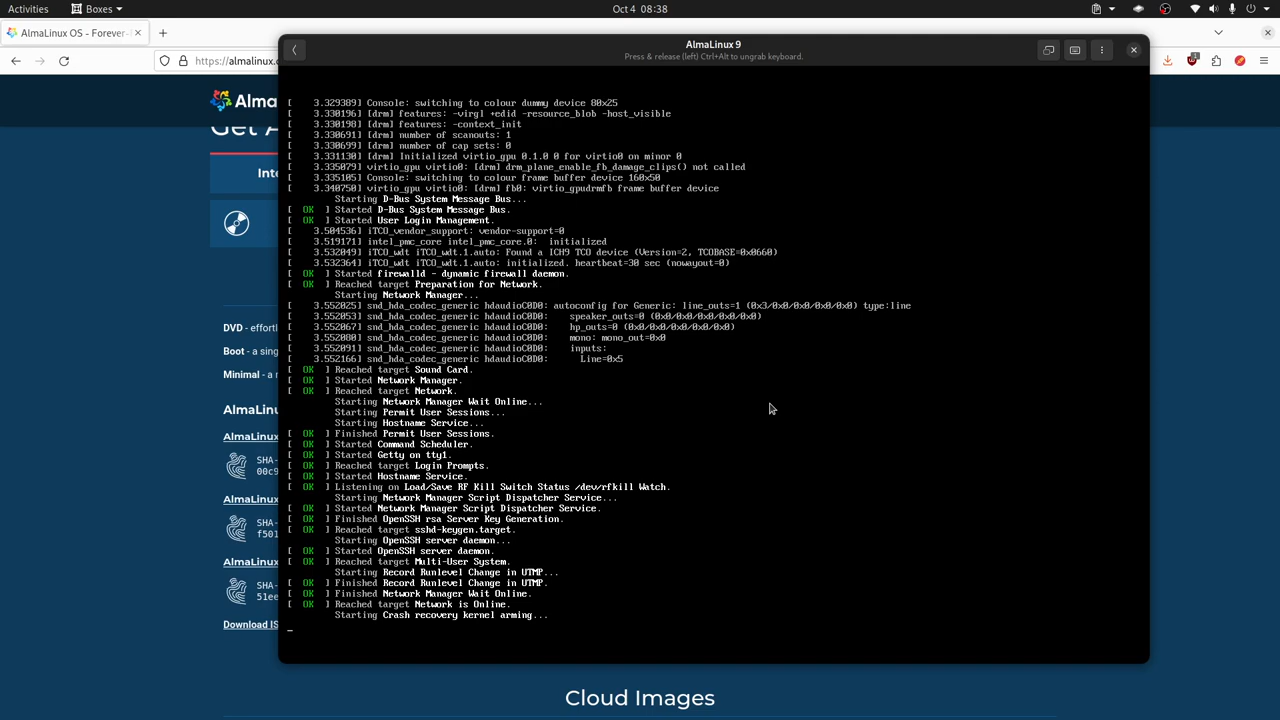 Activities
Boxes
Oct 4 08:38
AlmaLinux OS - Forever-
https://almalinux.o
AlmaLinux 9
Press & release (left) Ctrl+Alt to ungrab keyboard.
Alma
Get A
Inte
DVD - effortl
Boot - a sing
Minimal - a r
AlmaLinux
AlmaLinux
SHA-
00c9
AlmaLinux
SHA-
f501
AlmaLinux
SHA-
51ee
Download IS
[    3.329389] Console: switching to colour dummy device 80x25
[    3.330196] [drm] features: -virgl +edid -resource_blob -host_visible
[    3.330198] [drm] features: -context_init
[    3.330691] [drm] number of scanouts: 1
[    3.330699] [drm] number of cap sets: 0
[    3.331130] [drm] Initialized virtio_gpu 0.1.0 0 for virtio0 on minor 0
[    3.335079] virtio_gpu virtio0: [drm] drm_plane_enable_fb_damage_clips() not called
[    3.335105] Console: switching to colour frame buffer device 160x50
[    3.340750] virtio_gpu virtio0: [drm] fb0: virtio_gpudrmfb frame buffer device
Starting D-Bus System Message Bus...
[  OK  ] Started D-Bus System Message Bus.
[  OK  ] Started User Login Management.
[    3.504536] iTCO_vendor_support: vendor-support=0
[    3.519171] intel_pmc_core intel_pmc_core.0:  initialized
[    3.532049] iTCO_wdt iTCO_wdt.1.auto: Found a ICH9 TCO device (Version=2, TCOBASE=0x0660)
[    3.532364] iTCO_wdt iTCO_wdt.1.auto: initialized. heartbeat=30 sec (nowayout=0)
[  OK  ] Started firewalld - dynamic firewall daemon.
[  OK  ] Reached target Preparation for Network.
Starting Network Manager...
[    3.552025] snd_hda_codec_generic hdaudioC0D0: autoconfig for Generic: line_outs=1 (0x3/0x0/0x0/0x0/0x0) type:line
[    3.552053] snd_hda_codec_generic hdaudioC0D0:    speaker_outs=0 (0x0/0x0/0x0/0x0/0x0)
[    3.552067] snd_hda_codec_generic hdaudioC0D0:    hp_outs=0 (0x0/0x0/0x0/0x0/0x0)
[    3.552080] snd_hda_codec_generic hdaudioC0D0:    mono: mono_out=0x0
[    3.552091] snd_hda_codec_generic hdaudioC0D0:    inputs:
[    3.552166] snd_hda_codec_generic hdaudioC0D0:      Line=0x5
[  OK  ] Reached target Sound Card.
[  OK  ] Started Network Manager.
[  OK  ] Reached target Network.
Starting Network Manager Wait Online...
Starting Permit User Sessions...
Starting Hostname Service...
[  OK  ] Finished Permit User Sessions.
[  OK  ] Started Command Scheduler.
[  OK  ] Started Getty on tty1.
[  OK  ] Reached target Login Prompts.
[  OK  ] Started Hostname Service.
[  OK  ] Listening on Load/Save RF Kill Switch Status /dev/rfkill Watch.
Starting Network Manager Script Dispatcher Service...
[  OK  ] Started Network Manager Script Dispatcher Service.
[  OK  ] Finished OpenSSH rsa Server Key Generation.
[  OK  ] Reached target sshd-keygen.target.
Starting OpenSSH server daemon...
[  OK  ] Started OpenSSH server daemon.
[  OK  ] Reached target Multi-User System.
Starting Record Runlevel Change in UTMP...
[  OK  ] Finished Record Runlevel Change in UTMP.
[  OK  ] Finished Network Manager Wait Online.
[  OK  ] Reached target Network is Online.
Starting Crash recovery kernel arming...
Cloud Images